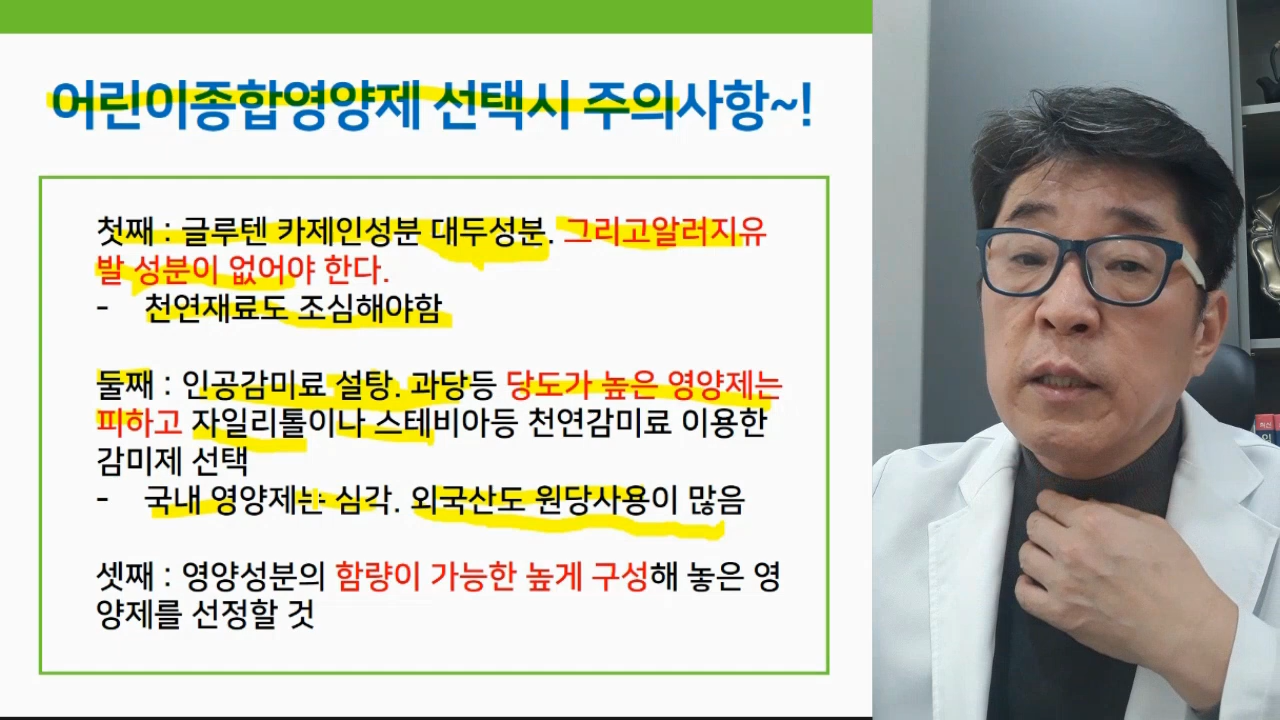 어린이종합영양제 선택시 주의사항~!
첫째 : 글루텐 카제인성분 대두성분. 그리고알러지유
발 성분이 없어야 한다.
- 천연재료도 조심해야함
둘째 : 인공감미료 설탕. 과당등 당도가 높은 영양제는
피하고 자일리톨이나 스테비아등 천연감미료 이용한
감미제 선택
- 국내 영양제는 심각. 외국산도 원당사용이 많음
셋째 : 영양성분의 함량이 가능한 높게 구성해 놓은 영
양제를 선정할 것